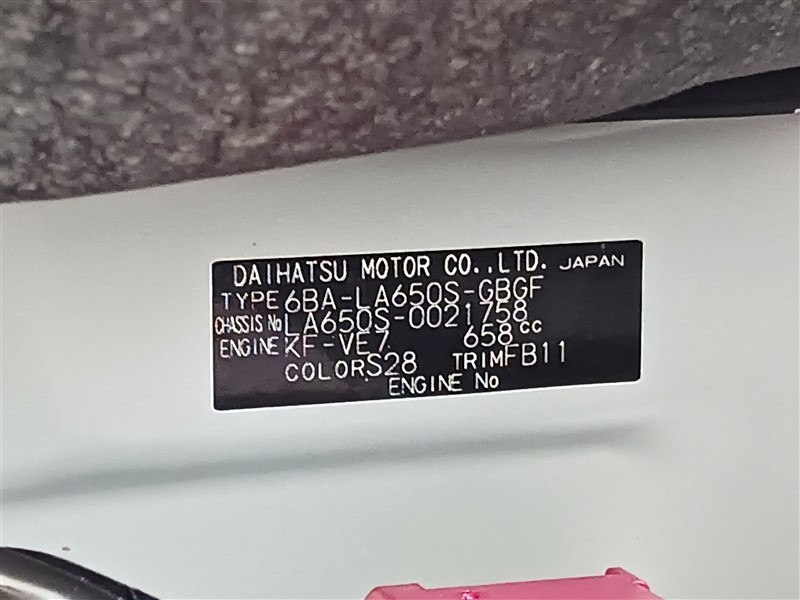 DAIHATSU MOTOR CO.,LTD. JAPAN
TYPE 6BA-LA650S-GBGF
CHASSIS No LA650S-0021758
ENGINE KF-VE7 658cc
COLOR S28 TRIM FB11
ENGINE No